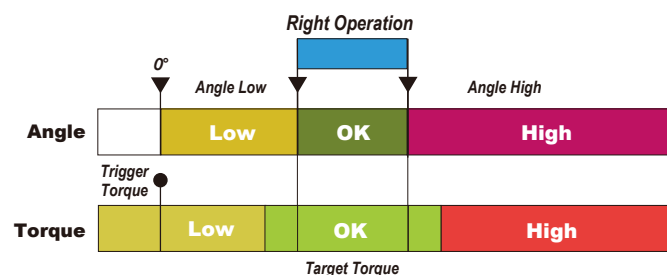 Right Operation
0°
Angle Low
Angle High
Angle
Low
OK
High
Trigger
Torque
Torque
Low
OK
High
Target Torque